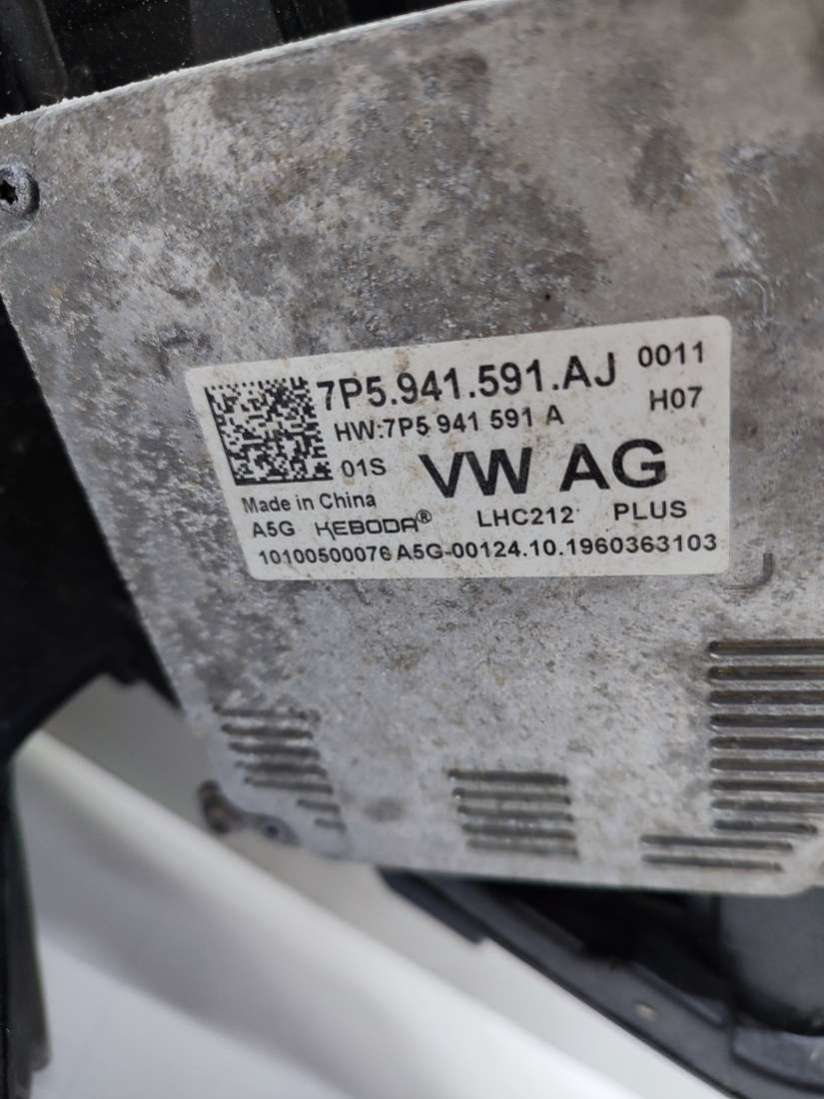 7P5.941.591.AJ 0011
HW:7P5 941 591 A H07
01S VW AG
Made in China
A5G KEBODA® LHC212 PLUS
10100500076 A5G-00124.10.1960363103